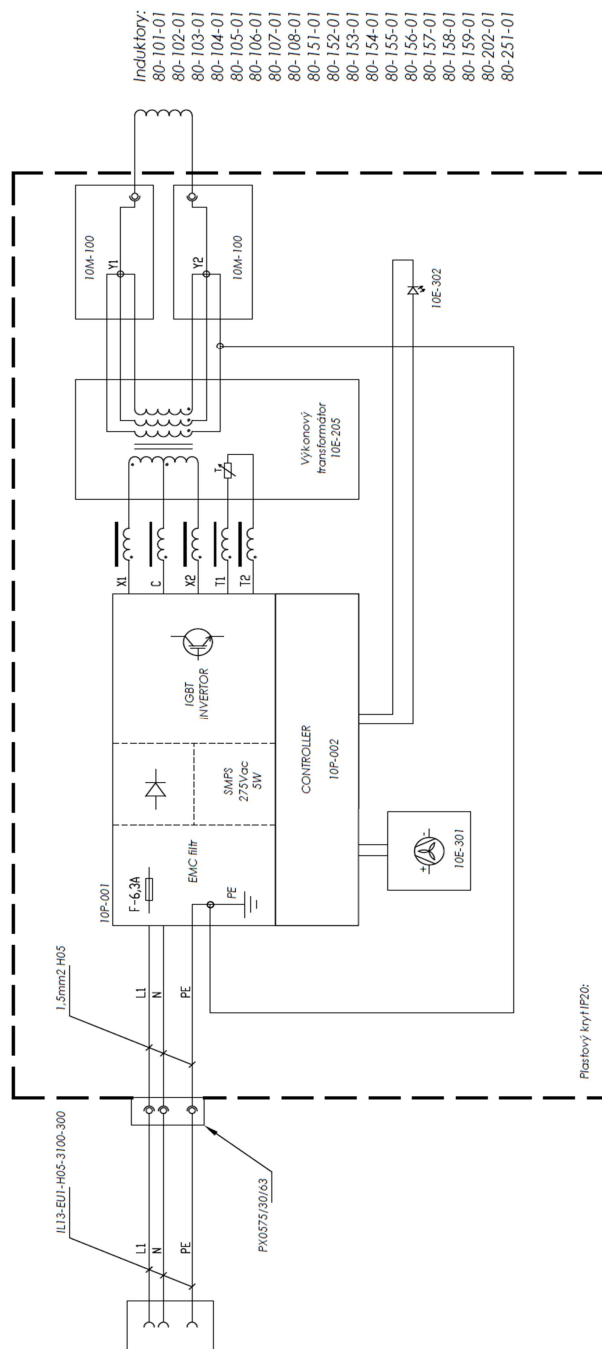 Induktory:
80-101-01
80-102-01
80-103-01
80-104-01
80-105-01
80-106-01
80-107-01
80-108-01
80-151-01
80-152-01
80-153-01
80-154-01
80-155-01
80-156-01
80-157-01
80-158-01
80-159-01
80-202-01
80-251-01
10M-100
Y1
Y2
10M-100
10E-302
Výkonový
transformátor
10E-205
T
X1
C
X2
T1
T2
IGBT
INVERTOR
SMPS
275Vac
5W
CONTROLLER
10P-002
10P-001
F-6,3A
EMC filtr
PE
+
-
10E-301
1,5mm2 H05
L1
N
PE
Plastový kryt IP20:
IL13-EU1-H05-3100-300
PX0575/30/63
L1
N
PE